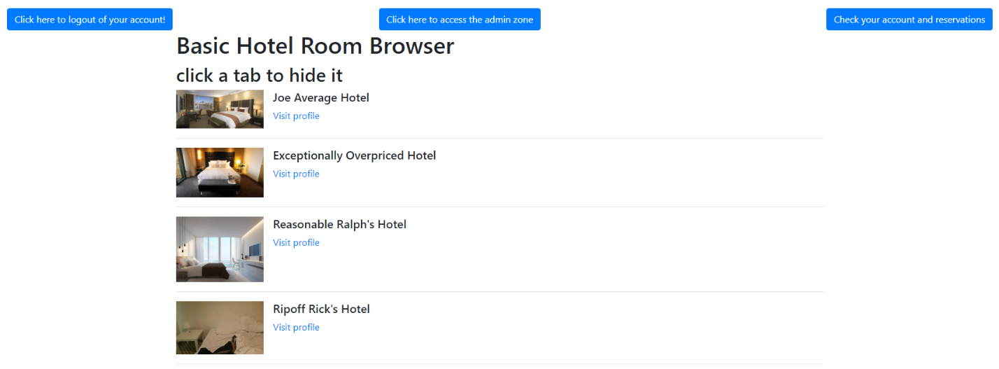 Click here to logout of your account!
Click here to access the admin zone
Check your account and reservations
Basic Hotel Room Browser
click a tab to hide it
Joe Average Hotel
Visit profile
Exceptionally Overpriced Hotel
Visit profile
Reasonable Ralph's Hotel
Visit profile
Ripoff Rick's Hotel
Visit profile